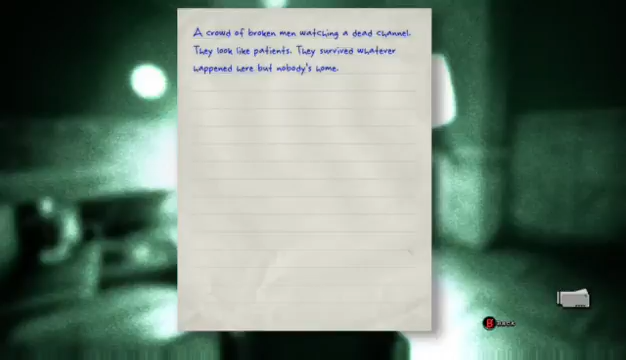 A crowd of broken men watching a dead channel.
They look like patients. They survived whatever
happened here but nobody's home.
B BACK